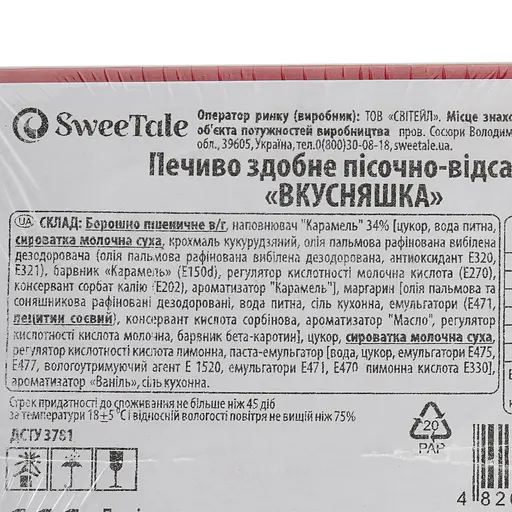 SweeTale
Оператор ринку (виробник): ТОВ «СВІТЕЙЛ». Місце
об'єкта потужностей виробництва пров. Сосюри
обл., 39605, Україна, тел.0(800)30-08-18, sweetale.ua.
Печиво здобне пісочно-
«ВКУСНЯШКА»
UA СКЛАД: Борошно пшеничне в/г, наповнювач "Карамель" 34% [цукор, вода питна,
сироватка молочна суха, крохмаль кукурудзяний, олія пальмова рафінована вибілена
дезодорована (олія пальмова рафінована вибілена дезодорована, антиоксидант Е320,
Е321), барвник «Карамель» (E150d), регулятор кислотності молочна кислота (Е270),
консервант сорбат калію (Е202), ароматизатор "Карамель"], маргарин [олія пальмова та
соняшникова рафіновані дезодоровані, вода питна, сіль кухонна, емульгатори (Е471,
лецитин соєвий), консервант кислота сорбінова, ароматизатор "Масло", регулятор
кислотності кислота молочна, барвник бета-каротин], цукор, сироватка молочна суха,
регулятор кислотності кислота лимонна, паста-емульгатор [вода, цукор, емульгатори Е475,
Е477, вологоутримуючий агент Е 1520, емульгатори Е471, Е470 лимонна кислота Е330],
ароматизатор «Ваніль», сіль кухонна.
Строк придатності до споживання не більше ніж 45 діб
за температури 18±5°С і відносній вологості повітря не вищій ніж 75%
ДСТУ 3781
20
PAP
4 820